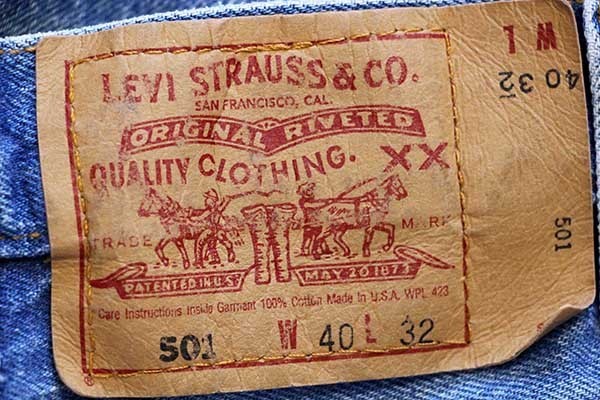 LEVI STRAUSS & CO.
SAN FRANCISCO, CAL.
ORIGINAL RIVETED
QUALITY CLOTHING. XX
TRADE MARK
PATENTED IN U.S. MAY 20 1873
Care Instructions Inside Garment 100% Cotton Made in U.S.A. WPL 423
501 W 40 L 32
®
W L
40 32
501